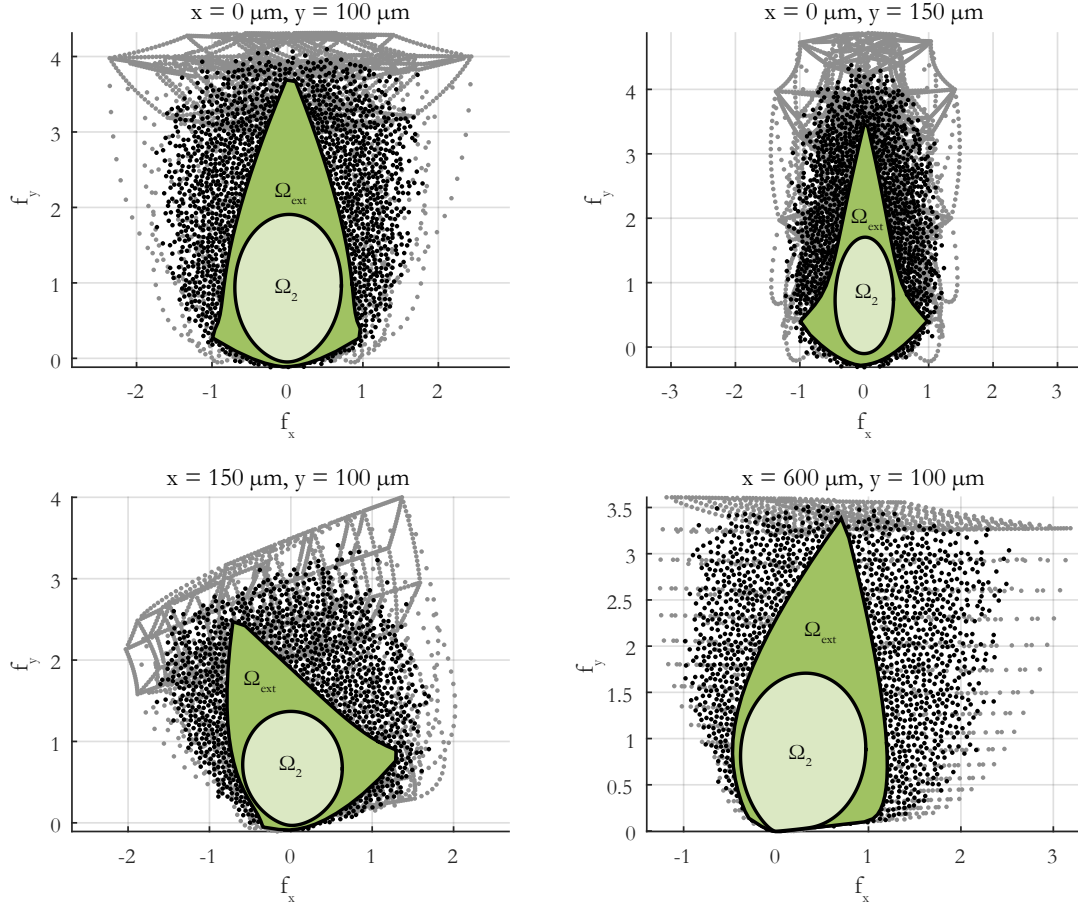 x = 0 µm, y = 100 µm
4
3
2
1
0
f_y
Ω_ext
Ω_2
-2 -1 0 1 2
f_x
x = 0 µm, y = 150 µm
4
3
2
1
0
f_y
Ω_ext
Ω_2
-3 -2 -1 0 1 2 3
f_x
x = 150 µm, y = 100 µm
4
3
2
1
0
f_y
Ω_ext
Ω_2
-2 -1 0 1 2
f_x
x = 600 µm, y = 100 µm
3.5
3
2.5
2
1.5
1
0.5
0
f_y
Ω_ext
Ω_2
-1 0 1 2 3
f_x